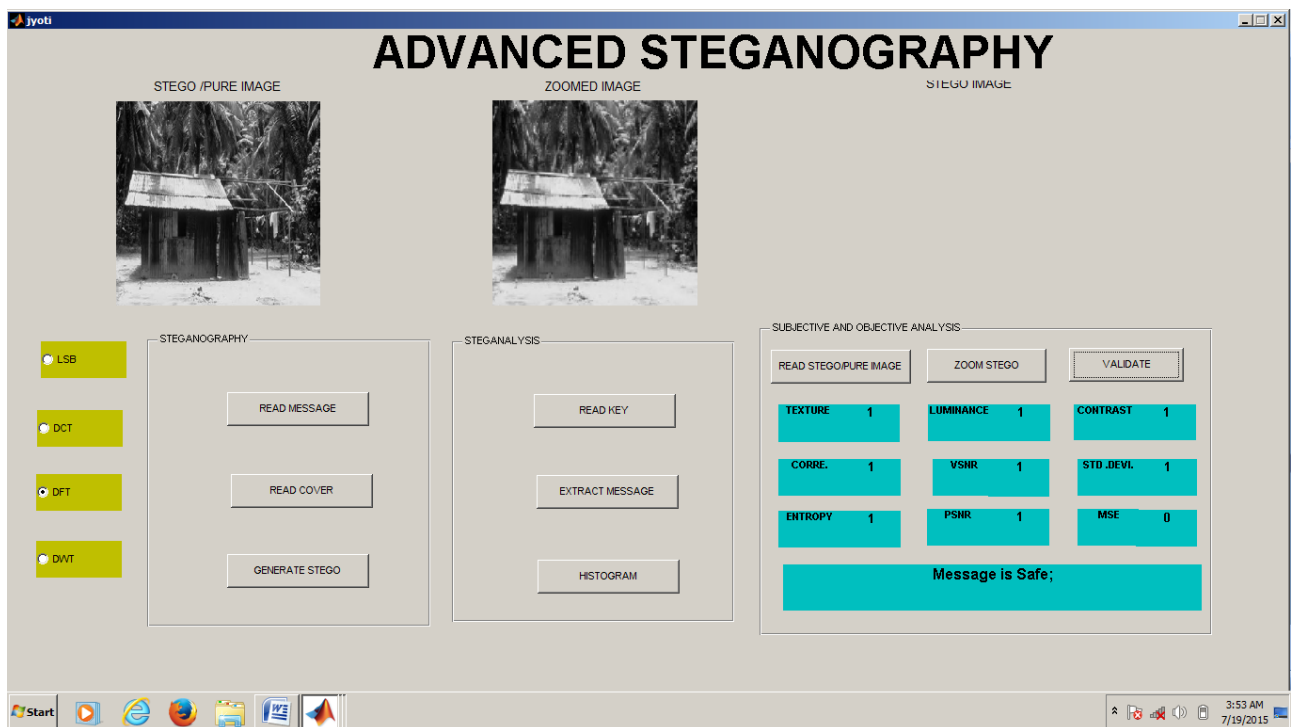 jyoti
ADVANCED STEGANOGRAPHY
STEGO /PURE IMAGE
ZOOMED IMAGE
STEGO IMAGE
LSB
DCT
DFT
DWT
STEGANOGRAPHY
READ MESSAGE
READ COVER
GENERATE STEGO
STEGANALYSIS
READ KEY
EXTRACT MESSAGE
HISTOGRAM
SUBJECTIVE AND OBJECTIVE ANALYSIS
READ STEGO/PURE IMAGE
ZOOM STEGO
VALIDATE
TEXTURE 1
LUMINANCE 1
CONTRAST 1
CORRE. 1
VSNR 1
STD .DEVI. 1
ENTROPY 1
PSNR 1
MSE 0
Message is Safe;
Start
3:53 AM
7/19/2015